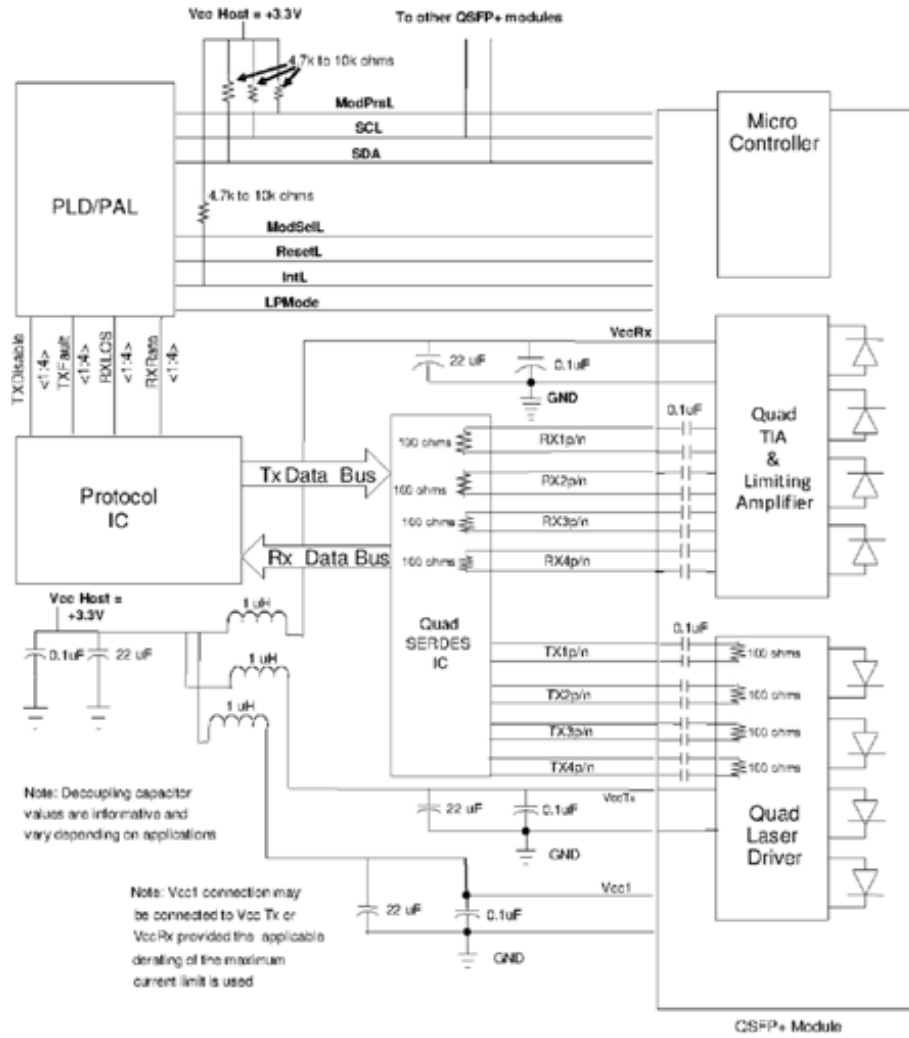 Vcc Host = +3.3V
To other QSFP+ modules
4.7k to 10k ohms
ModPrsL
SCL
SDA
Micro
Controller
PLD/PAL
4.7k to 10k ohms
ModSelL
ResetL
IntL
LPMode
VccRx
TXDisable
<1:4>
TXFault
<1:4>
RXLOS
<1:4>
RXRate
<1:4>
22 uF
0.1uF
GND
0.1uF
Quad
TIA
&
Limiting
Amplifier
100 ohms
RX1p/n
Tx Data Bus
100 ohms
RX2p/n
Protocol
IC
100 ohms
RX3p/n
Rx Data Bus
100 ohms
RX4p/n
Vcc Host =
+3.3V
1 uH
0.1uF
22 uF
1 uH
1 uH
Quad
SERDES
IC
0.1uF
TX1p/n
100 ohms
TX2p/n
100 ohms
TX3p/n
100 ohms
TX4p/n
100 ohms
VccTx
22 uF
0.1uF
GND
Quad
Laser
Driver
Note: Decoupling capacitor
values are informative and
vary depending on applications
Vcc1
22 uF
0.1uF
GND
Note: Vcc1 connection may
be connected to Vcc Tx or
VccRx provided the applicable
derating of the maximum
current limit is used
QSFP+ Module